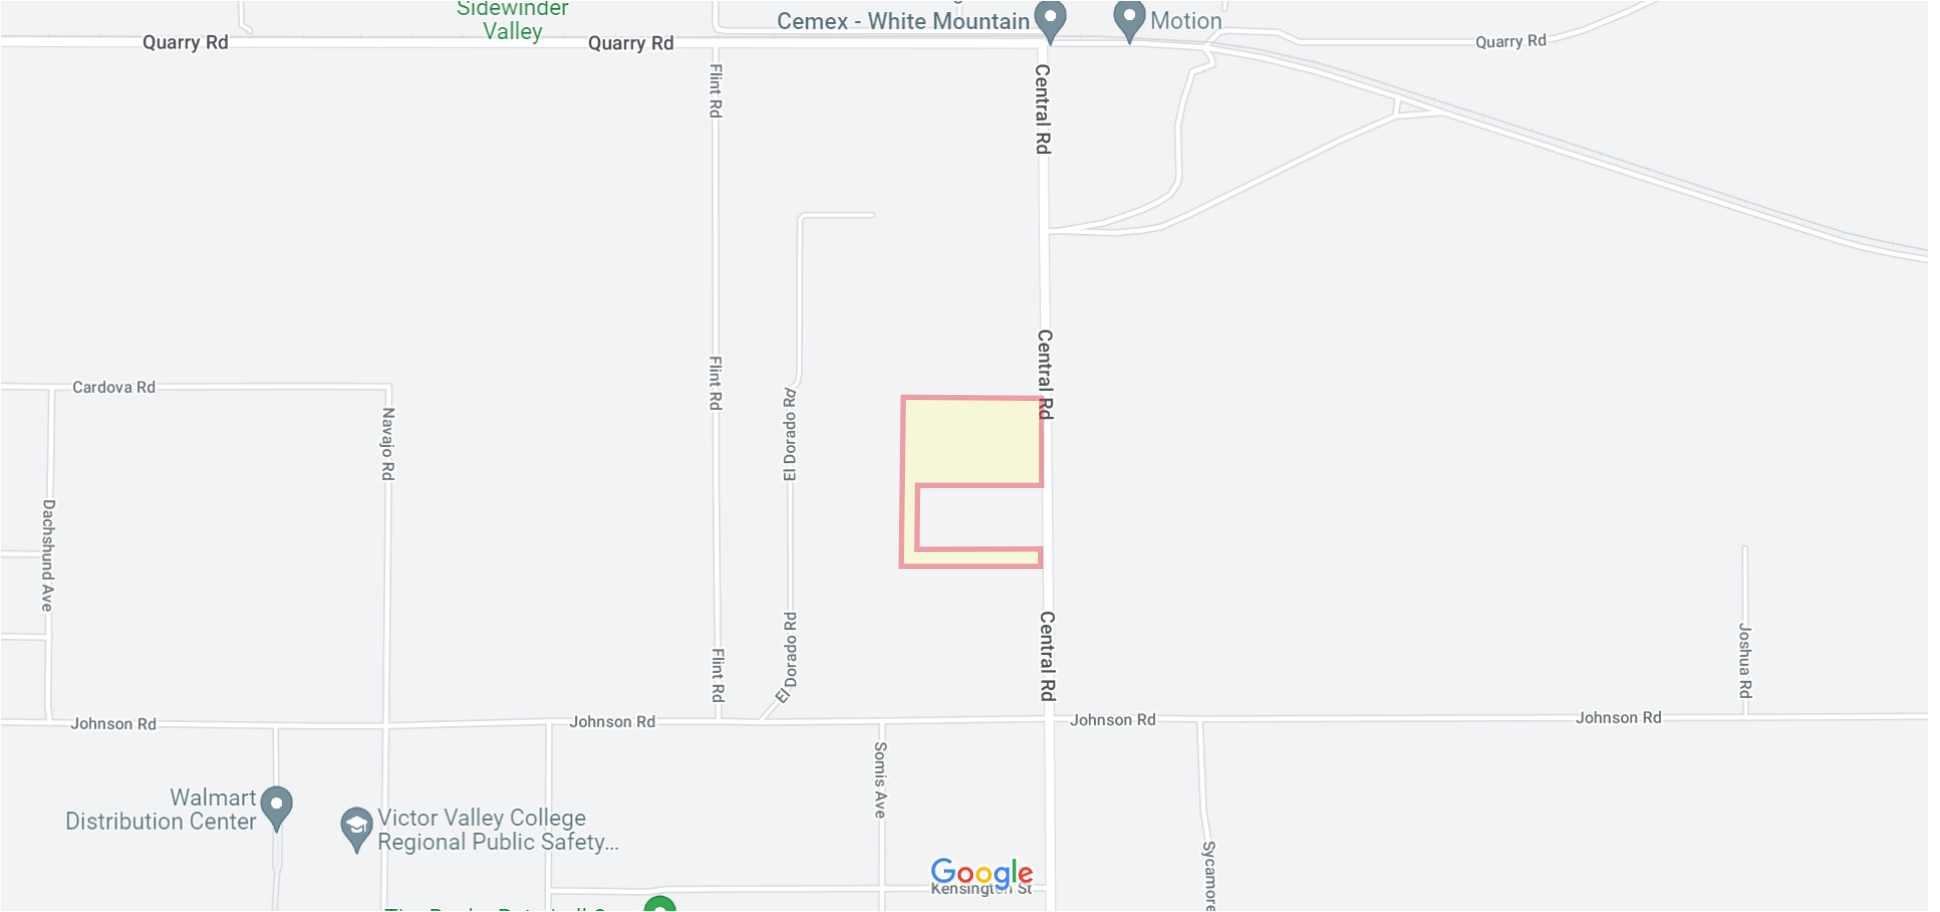 Sidewinder
Valley
Cemex - White Mountain
Motion
Quarry Rd
Quarry Rd
Quarry Rd
Flint Rd
Central Rd
Central Rd
Flint Rd
Cardova Rd
Navajo Rd
El Dorado Rd
Dachshund Ave
Central Rd
El Dorado Rd
Flint Rd
Joshua Rd
Johnson Rd
Johnson Rd
Johnson Rd
Johnson Rd
Somis Ave
Walmart
Distribution Center
Victor Valley College
Regional Public Safety...
Sycamore
Google
Kensington St